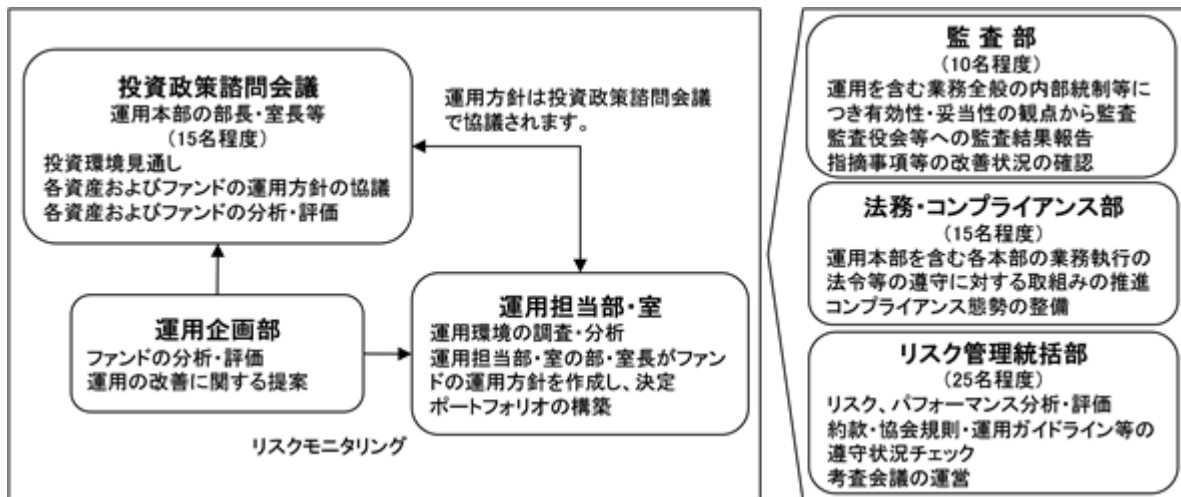 投資政策諮問会議
運用本部の部長・室長等
(15名程度)
投資環境見通し
各資産およびファンドの運用方針の協議
各資産およびファンドの分析・評価
運用方針は投資政策諮問会議
で協議されます。
運用企画部
ファンドの分析・評価
運用の改善に関する提案
運用担当部・室
運用環境の調査・分析
運用担当部・室の部・室長がファン
ドの運用方針を作成し、決定
ポートフォリオの構築
リスクモニタリング
監 査 部
(10名程度)
運用を含む業務全般の内部統制等に
つき有効性・妥当性の観点から監査
監査役会等への監査結果報告
指摘事項等の改善状況の確認
法務・コンプライアンス部
(15名程度)
運用本部を含む各本部の業務執行の
法令等の遵守に対する取組みの推進
コンプライアンス態勢の整備
リスク管理統括部
(25名程度)
リスク、パフォーマンス分析・評価
約款・協会規則・運用ガイドライン等の
遵守状況チェック
考査会議の運営